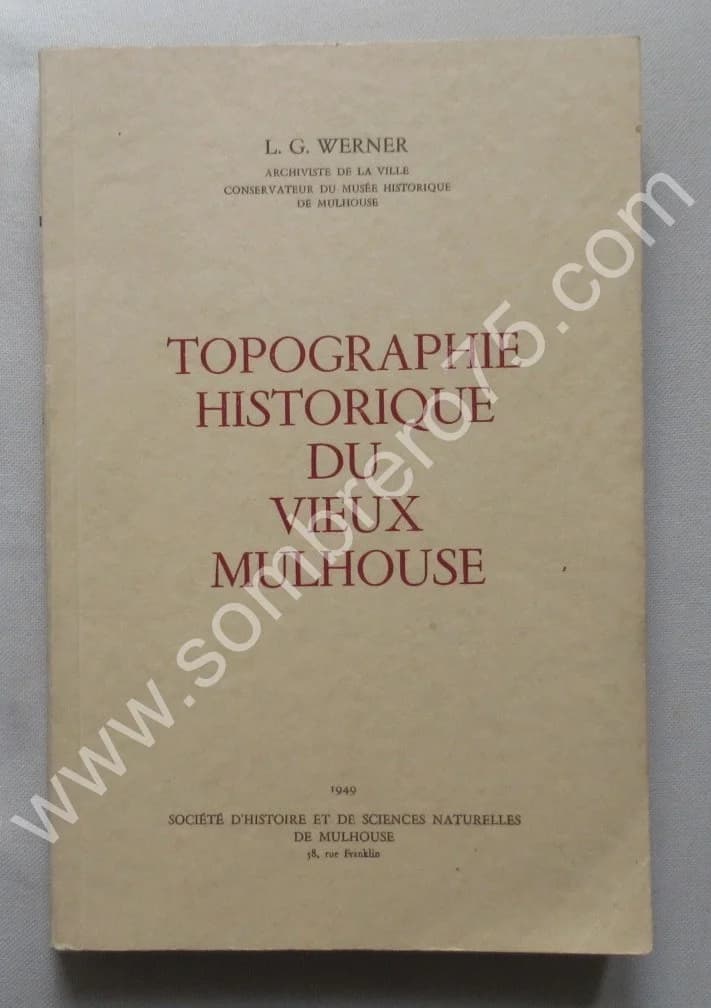 L. G. WERNER
ARCHIVISTE DE LA VILLE
CONSERVATEUR DU MUSÉE HISTORIQUE
DE MULHOUSE
TOPOGRAPHIE
HISTORIQUE
DU
VIEUX
MULHOUSE
1949
SOCIÉTÉ D'HISTOIRE ET DE SCIENCES NATURELLES
DE MULHOUSE
58, rue Franklin
www.sombrero75.com